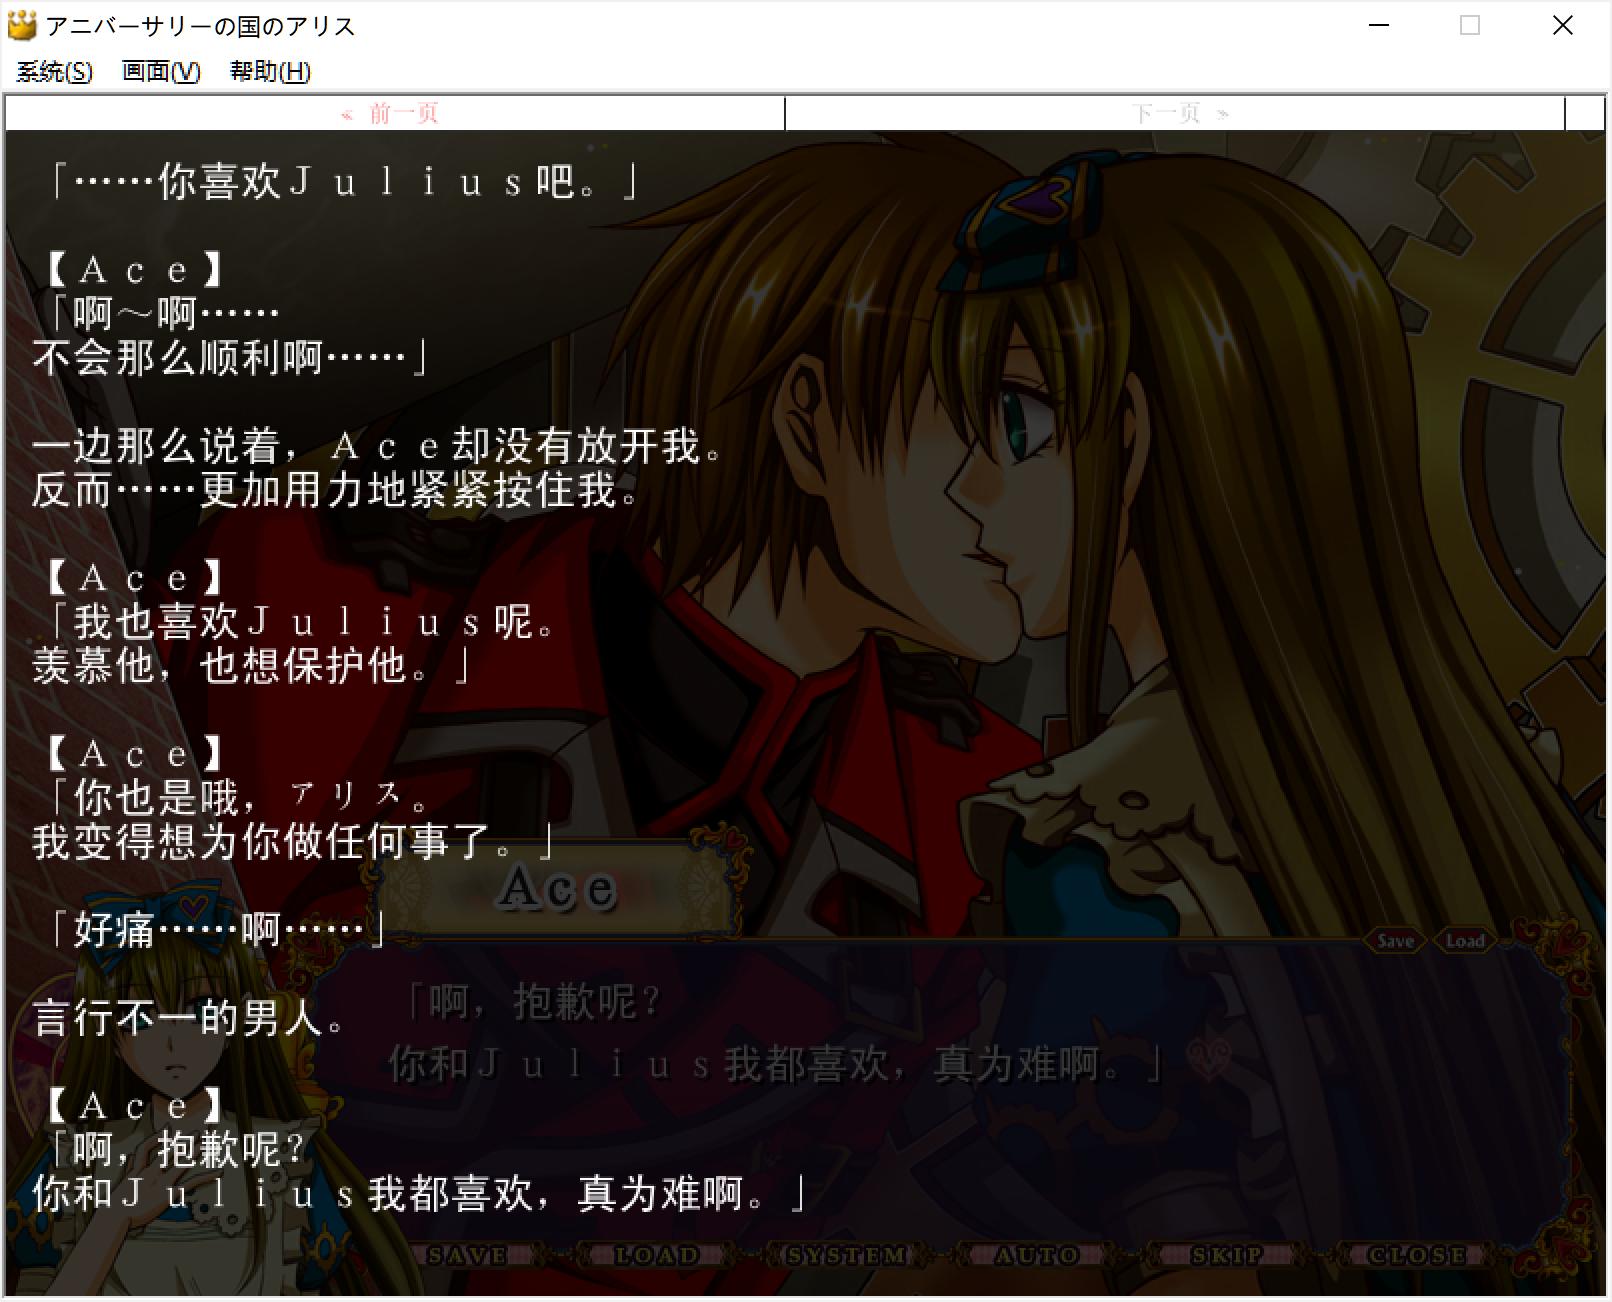 アニバーサリーの国のアリス
系统(S) 画面(V) 帮助(H)
« 前一页 下一页 »
「……你喜欢Ｊｕｌｉｕｓ吧。」
【Ａｃｅ】
「啊～啊……
不会那么顺利啊……」
一边那么说着，Ａｃｅ却没有放开我。
反而……更加用力地紧紧按住我。
【Ａｃｅ】
「我也喜欢Ｊｕｌｉｕｓ呢。
羡慕他，也想保护他。」
【Ａｃｅ】
「你也是哦，アリス。
我变得想为你做任何事了。」
「好痛……啊……」
言行不一的男人。
【Ａｃｅ】
「啊，抱歉呢？
你和Ｊｕｌｉｕｓ我都喜欢，真为难啊。」
Ace
Save Load
「啊，抱歉呢？
你和Ｊｕｌｉｕｓ我都喜欢，真为难啊。」
SAVE LOAD SYSTEM AUTO SKIP CLOSE